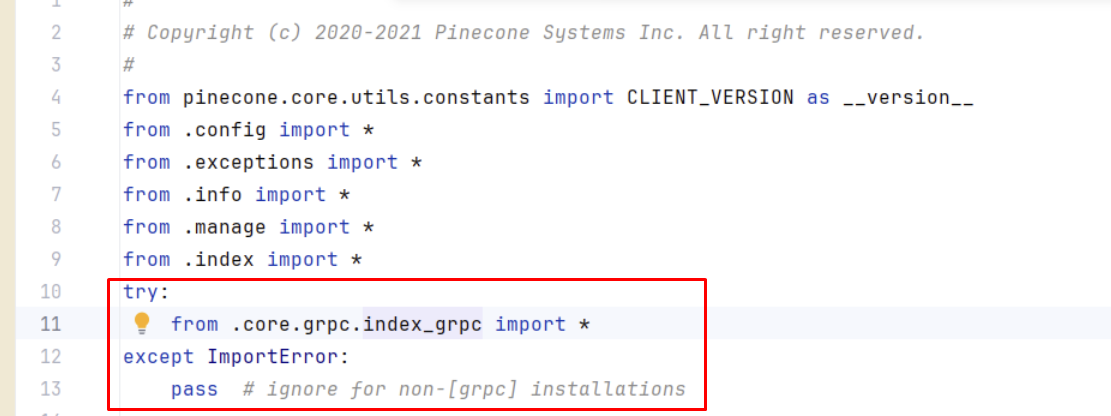 1 #
2 # Copyright (c) 2020-2021 Pinecone Systems Inc. All right reserved.
3 #
4 from pinecone.core.utils.constants import CLIENT_VERSION as __version__
5 from .config import *
6 from .exceptions import *
7 from .info import *
8 from .manage import *
9 from .index import *
10 try:
11 from .core.grpc.index_grpc import *
12 except ImportError:
13 pass # ignore for non-[grpc] installations